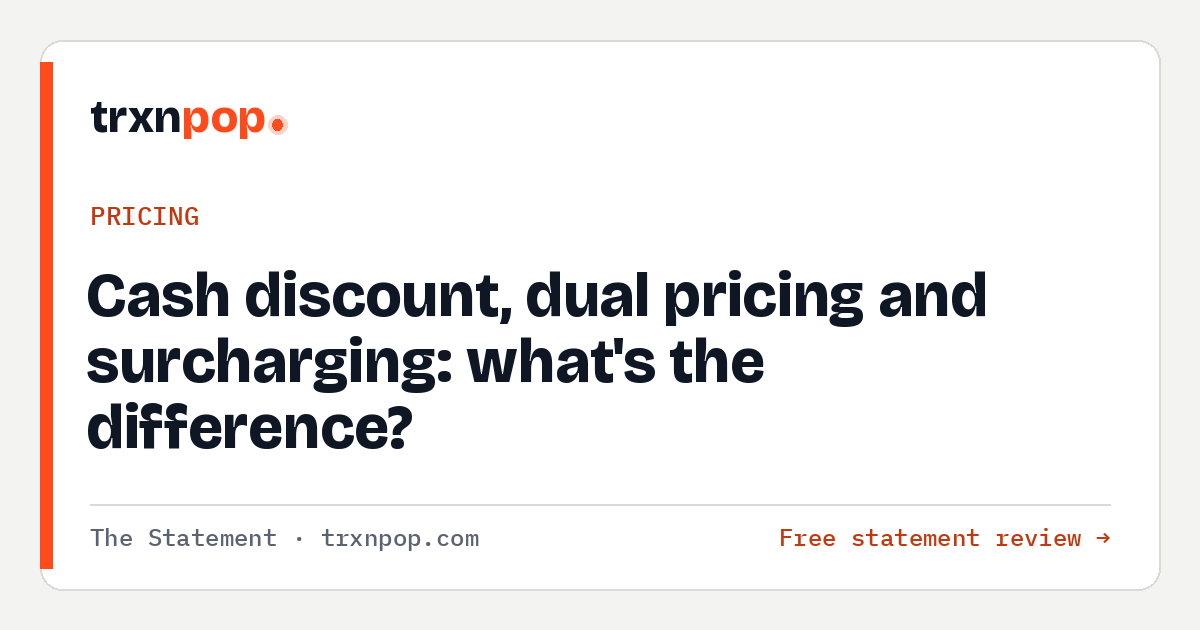 trxnpop
PRICING
Cash discount, dual pricing and
surcharging: what's the
difference?
The Statement · trxnpop.com
Free statement review →